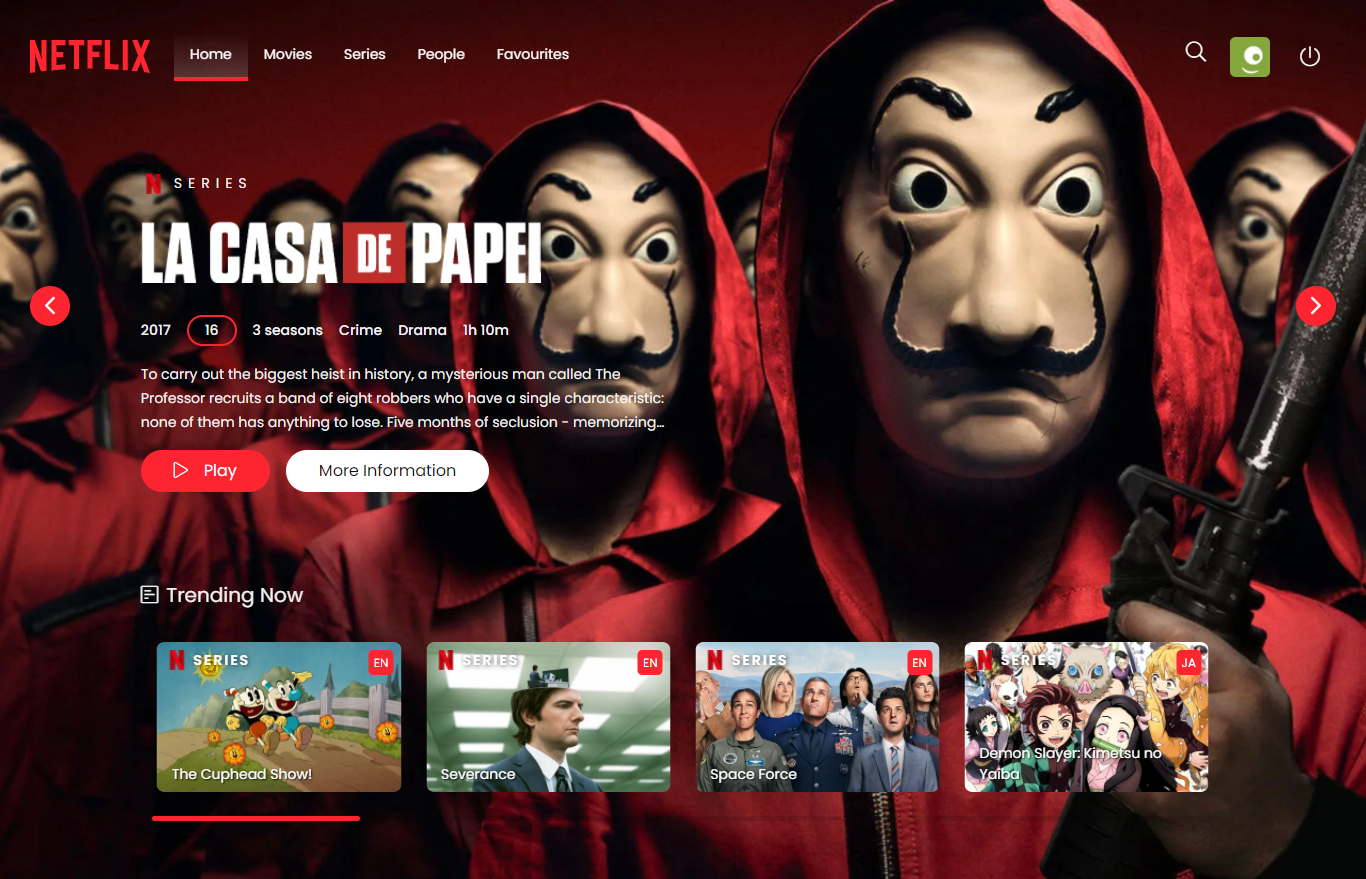 NETFLIX
Home Movies Series People Favourites
N SERIES
LA CASA DE PAPEL
2017 16 3 seasons Crime Drama 1h 10m
To carry out the biggest heist in history, a mysterious man called The
Professor recruits a band of eight robbers who have a single characteristic:
none of them has anything to lose. Five months of seclusion - memorizing...
Play More Information
Trending Now
N SERIES EN
The Cuphead Show!
N SERIES EN
Severance
N SERIES EN
Space Force
N SERIES JA
Demon Slayer: Kimetsu no
Yaiba